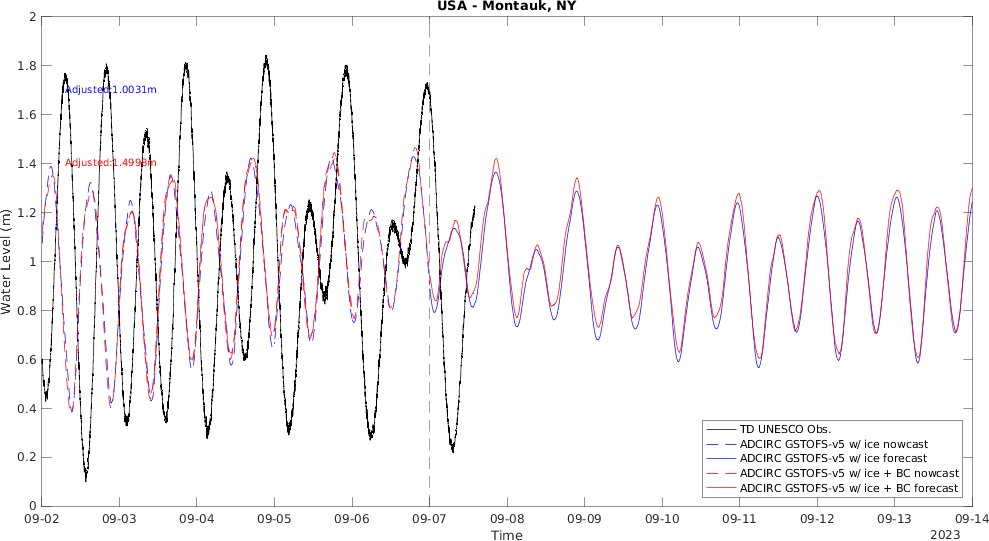 USA - Montauk, NY
2
1.8
1.6
1.4
1.2
1
0.8
0.6
0.4
0.2
0
Water Level (m)
Adjusted:1.0031m
Adjusted:1.4998m
TD UNESCO Obs.
ADCIRC GSTOFS-v5 w/ ice nowcast
ADCIRC GSTOFS-v5 w/ ice forecast
ADCIRC GSTOFS-v5 w/ ice + BC nowcast
ADCIRC GSTOFS-v5 w/ ice + BC forecast
09-02 09-03 09-04 09-05 09-06 09-07 09-08 09-09 09-10 09-11 09-12 09-13 09-14
Time
2023